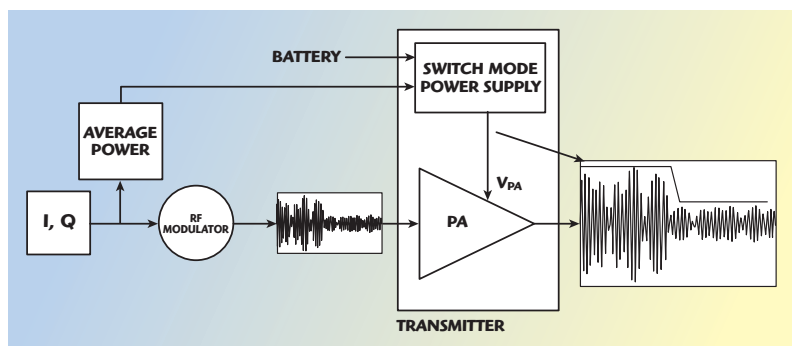 BATTERY
SWITCH MODE
POWER SUPPLY
AVERAGE
POWER
VPA
I, Q
RF
MODULATOR
PA
TRANSMITTER